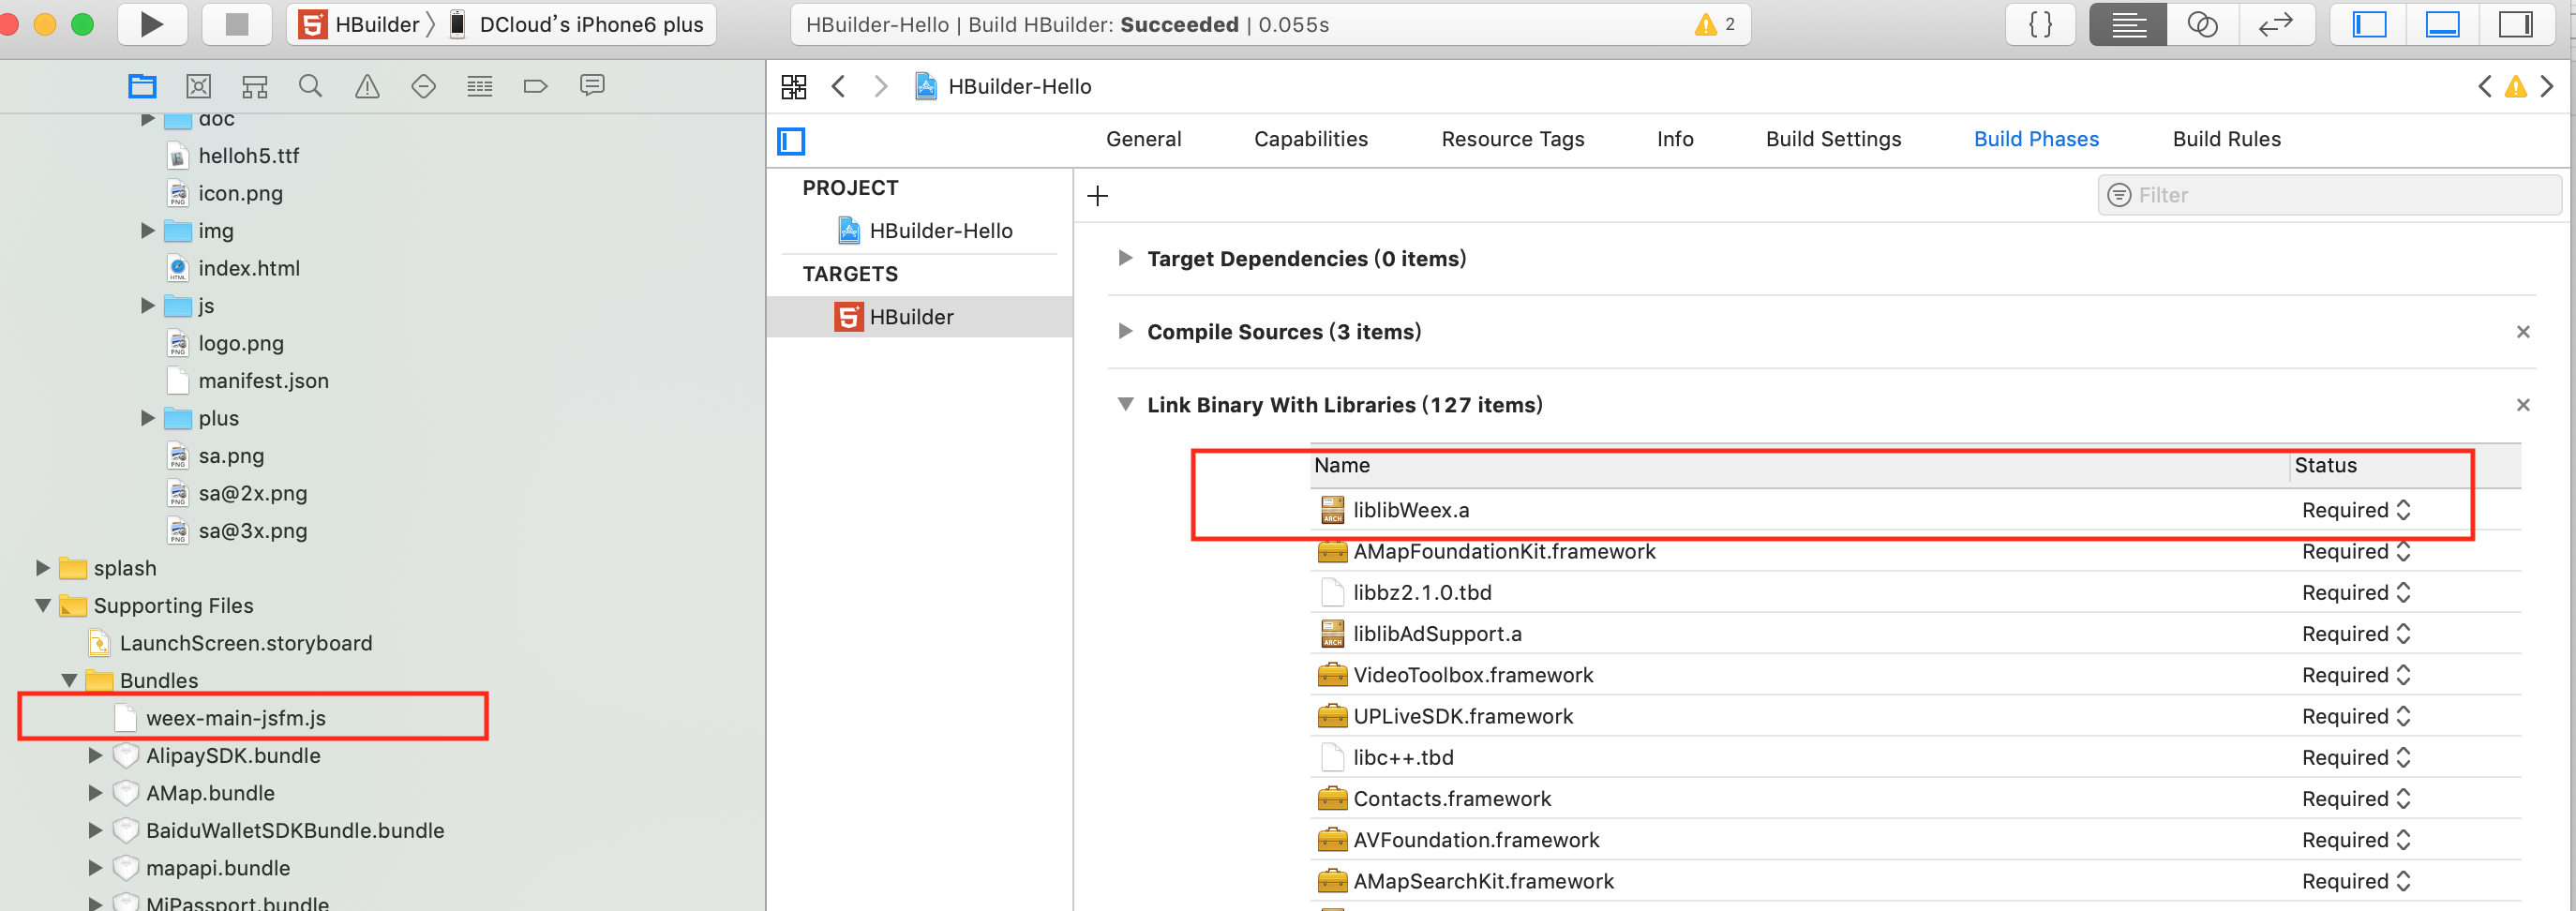 HBuilder DCloud's iPhone6 plus
HBuilder-Hello | Build HBuilder: Succeeded | 0.055s 2
{}
HBuilder-Hello
General Capabilities Resource Tags Info Build Settings Build Phases Build Rules
doc
helloh5.ttf
icon.png
img
index.html
js
logo.png
manifest.json
plus
sa.png
sa@2x.png
sa@3x.png
splash
Supporting Files
LaunchScreen.storyboard
Bundles
weex-main-jsfm.js
AlipaySDK.bundle
AMap.bundle
BaiduWalletSDKBundle.bundle
mapapi.bundle
MiPassport.bundle
PROJECT
HBuilder-Hello
TARGETS
HBuilder
Filter
Target Dependencies (0 items)
Compile Sources (3 items)
Link Binary With Libraries (127 items)
Name Status
liblibWeex.a Required
AMapFoundationKit.framework Required
libbz2.1.0.tbd Required
liblibAdSupport.a Required
VideoToolbox.framework Required
UPLiveSDK.framework Required
libc++.tbd Required
Contacts.framework Required
AVFoundation.framework Required
AMapSearchKit.framework Required